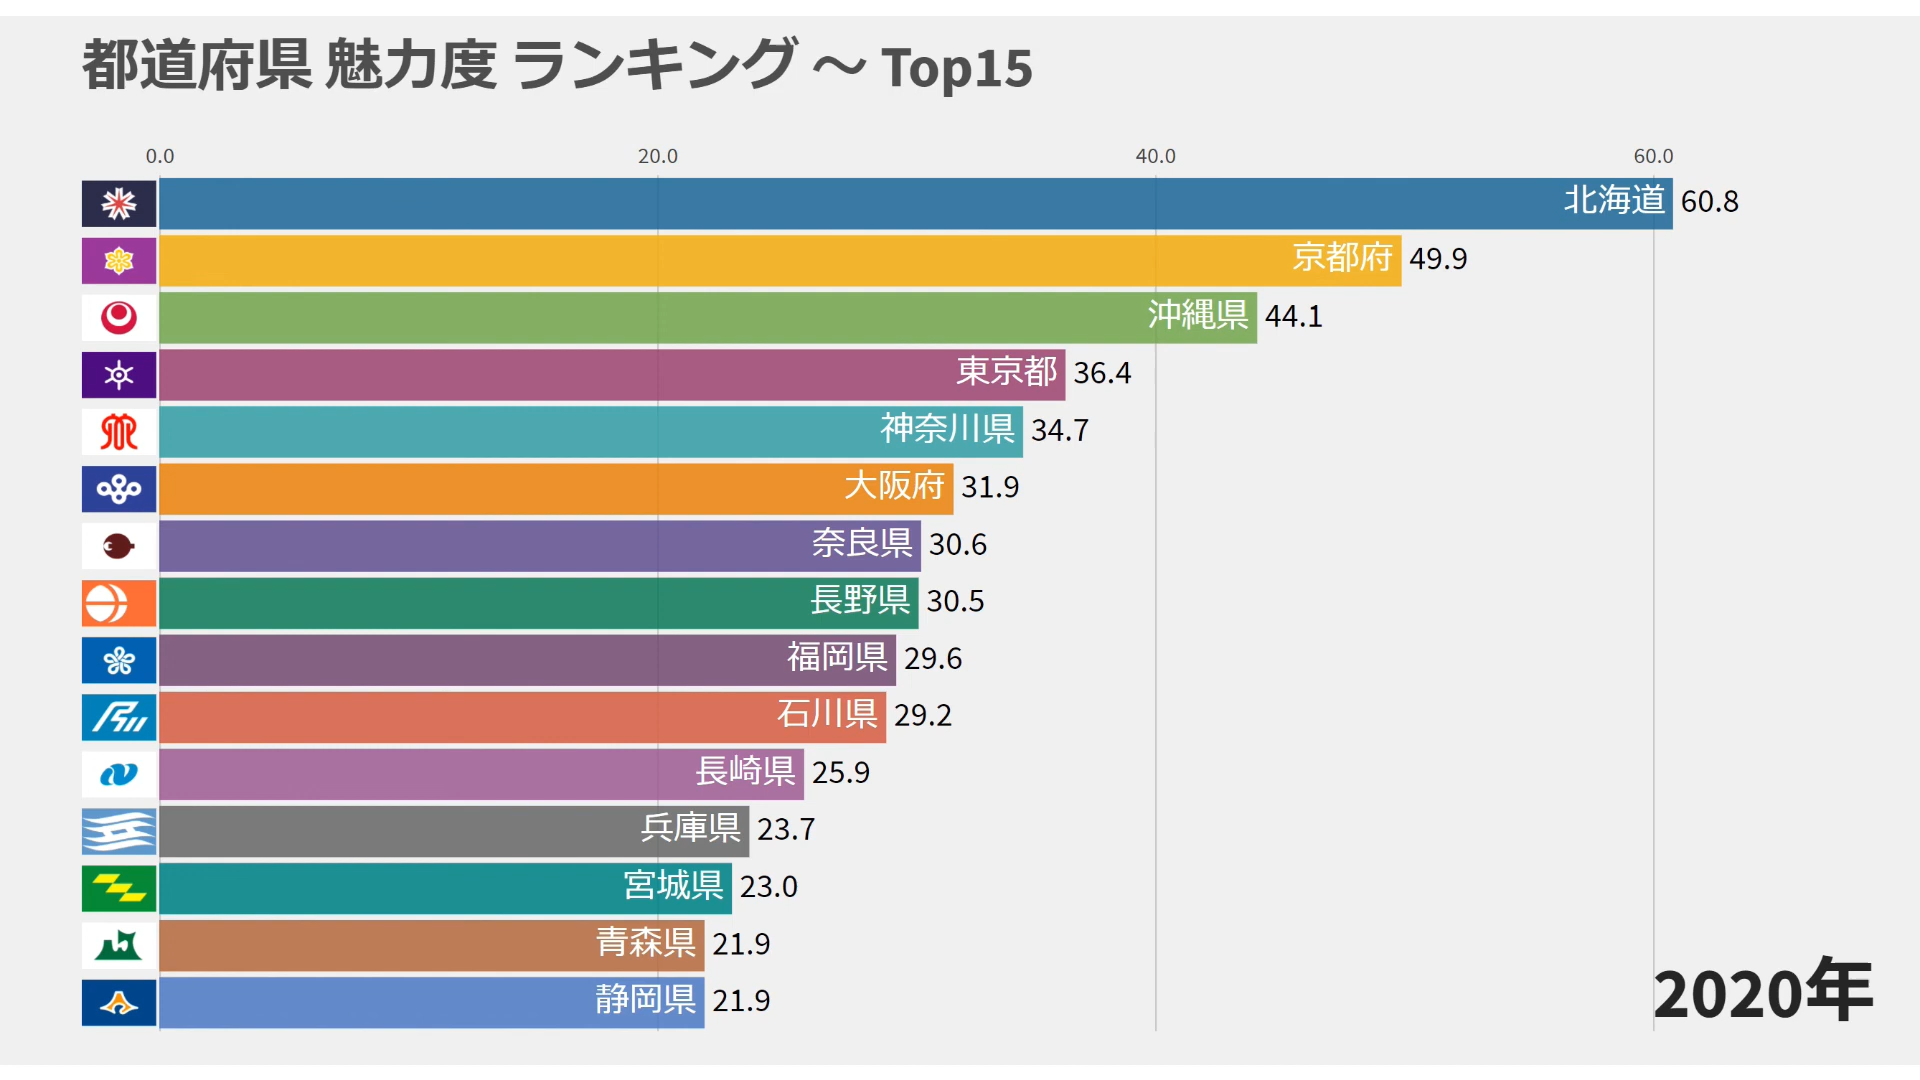 都道府県 魅力度 ランキング ～ Top15
0.0 20.0 40.0 60.0
北海道 60.8
京都府 49.9
沖縄県 44.1
東京都 36.4
神奈川県 34.7
大阪府 31.9
奈良県 30.6
長野県 30.5
福岡県 29.6
石川県 29.2
長崎県 25.9
兵庫県 23.7
宮城県 23.0
青森県 21.9
静岡県 21.9
2020年